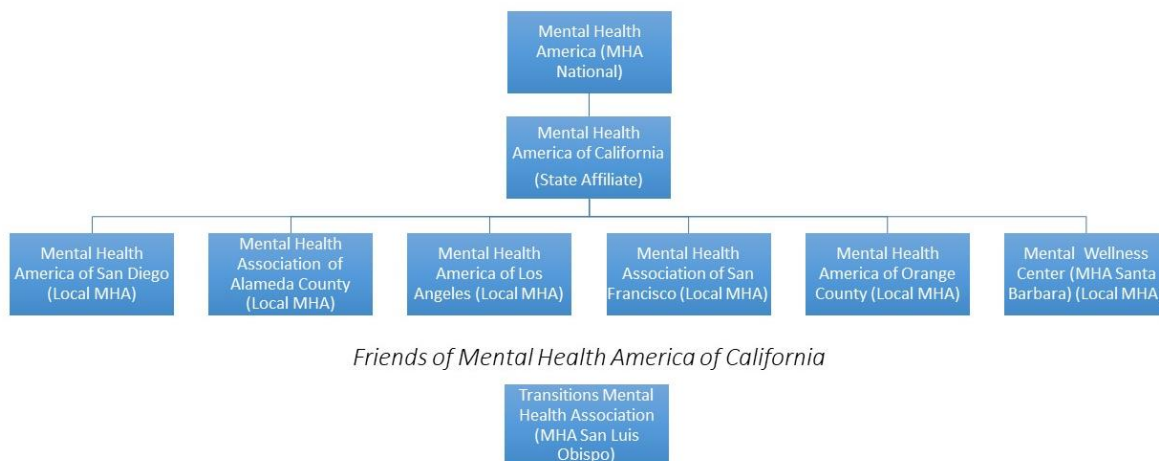 Mental Health
America (MHA
National)
Mental Health
America of California
(State Affiliate)
Mental Health
America of San Diego
(Local MHA)
Mental Health
Association of
Alameda County
(Local MHA)
Mental Health
America of Los
Angeles (Local MHA)
Mental Health
Association of San
Francisco (Local MHA)
Mental Health
America of Orange
County (Local MHA)
Mental Wellness
Center (MHA Santa
Barbara) (Local MHA
Friends of Mental Health America of California
Transitions Mental
Health Association
(MHA San Luis
Obispo)